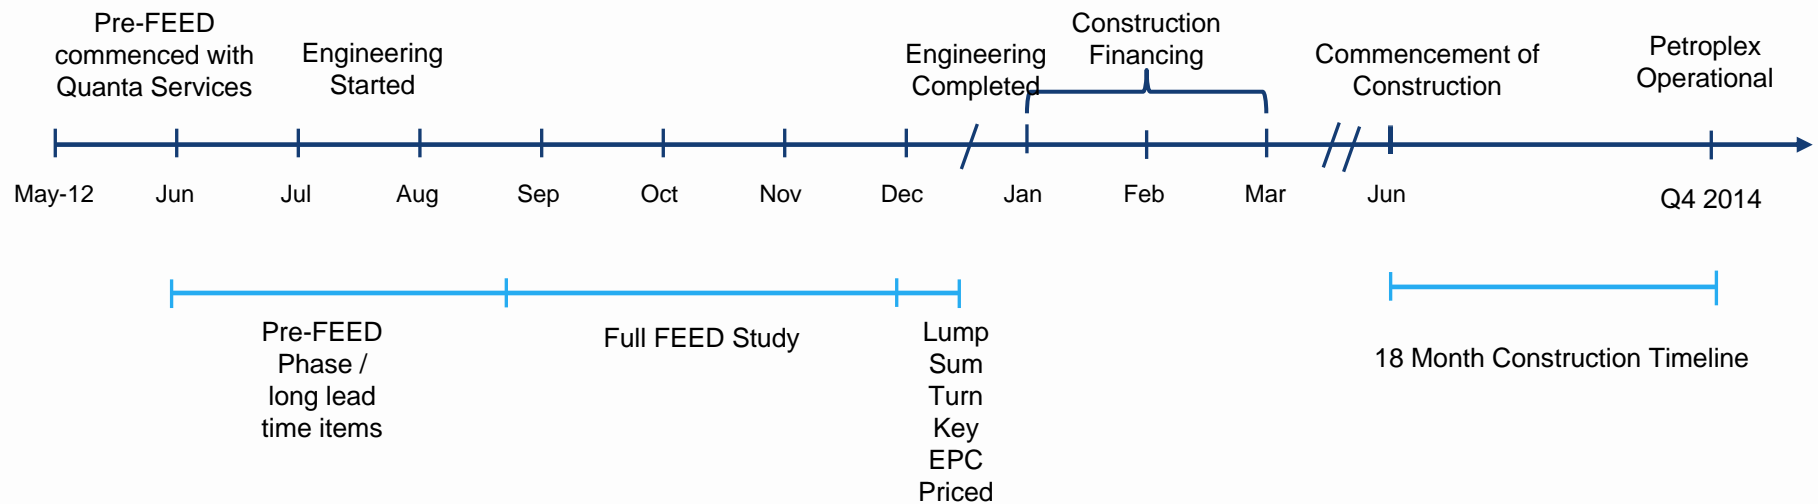 Pre-FEED
commenced with
Quanta Services
Engineering
Started
Engineering
Completed
Construction
Financing
Commencement of
Construction
Petroplex
Operational
May-12
Jun
Jul
Aug
Sep
Oct
Nov
Dec
Jan
Feb
Mar
Jun
Q4 2014
Pre-FEED
Phase /
long lead
time items
Full FEED Study
Lump
Sum
Turn
Key
EPC
Priced
18 Month Construction Timeline